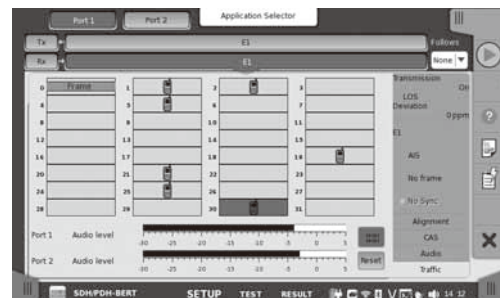 Port 1
Port 2
Application Selector
Tx
E1
Follows
Rx
E1
None
Transmission
On
LOS
Deviation
0 ppm
E1
AIS
No frame
No Sync
Alignment
CAS
Audio
Traffic
0 Frame 1 2 3
4 5 6 7
8 9 10 11
12 13 14 15
16 17 18 19
20 21 22 23
24 25 26 27
28 29 30 31
Port 1 Audio level
-30 -25 -20 -15 -10 -5 0 5
Port 2 Audio level
-30 -25 -20 -15 -10 -5 0 5
Reset
SDH/PDH-BERT
SETUP
TEST
RESULT
14 12